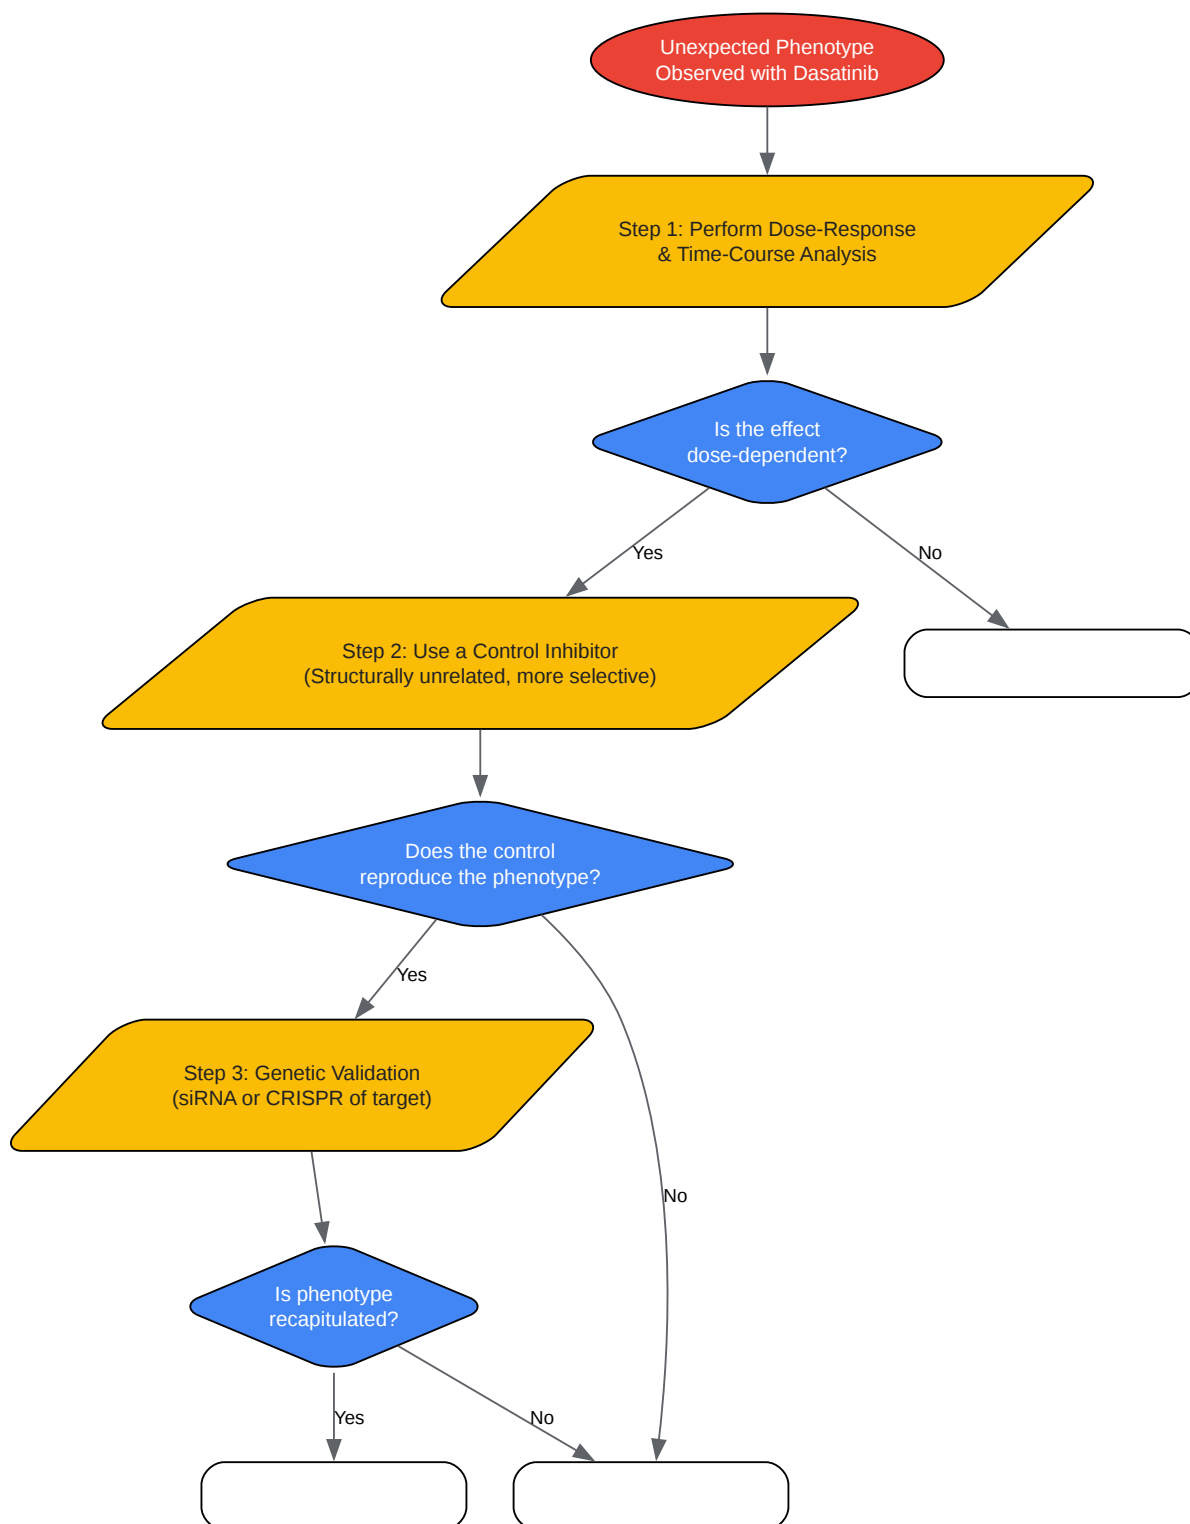 Unexpected Phenotype
Observed with Dasatinib
Step 1: Perform Dose-Response
& Time-Course Analysis
Is the effect
dose-dependent?
Yes
No
Step 2: Use a Control Inhibitor
(Structurally unrelated, more selective)
Does the control
reproduce the phenotype?
Yes
Step 3: Genetic Validation
(siRNA or CRISPR of target)
No
Is phenotype
recapitulated?
Yes
No